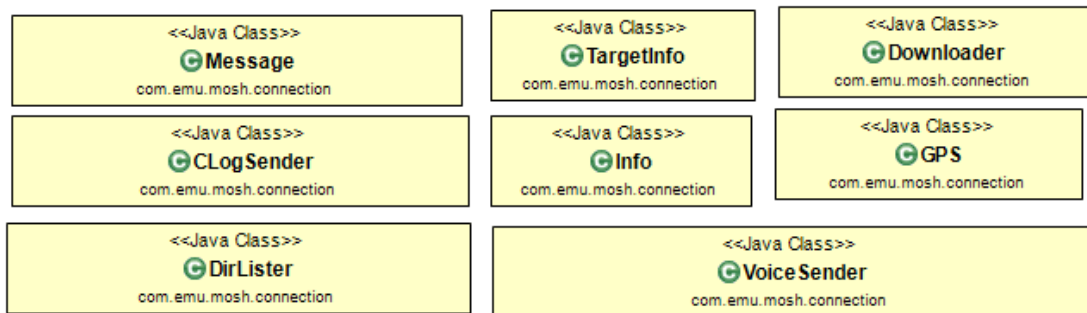 <<Java Class>>
Message
com.emu.mosh.connection
<<Java Class>>
TargetInfo
com.emu.mosh.connection
<<Java Class>>
Downloader
com.emu.mosh.connection
<<Java Class>>
CLogSender
com.emu.mosh.connection
<<Java Class>>
Info
com.emu.mosh.connection
<<Java Class>>
GPS
com.emu.mosh.connection
<<Java Class>>
DirLister
com.emu.mosh.connection
<<Java Class>>
VoiceSender
com.emu.mosh.connection